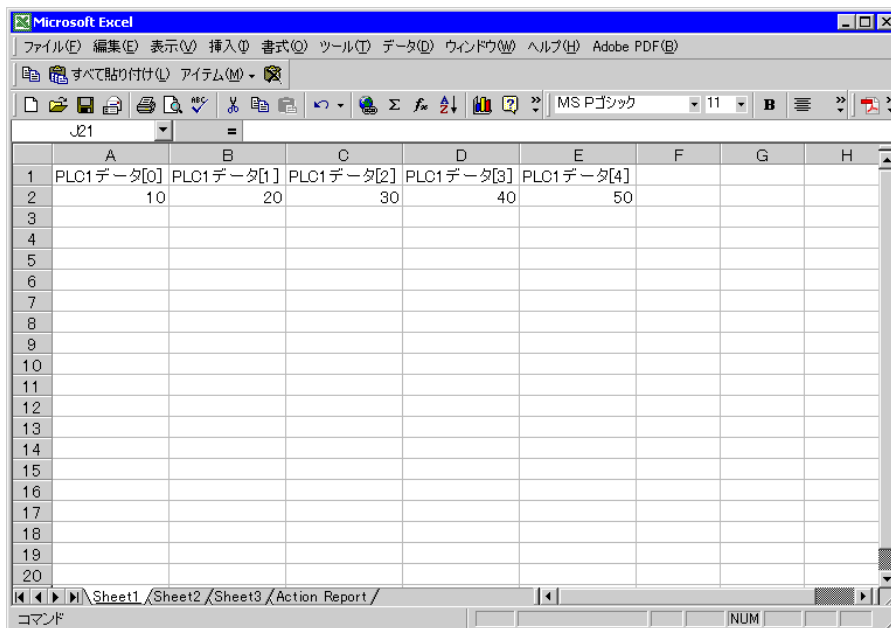 Microsoft Excel
ファイル(F) 編集(E) 表示(V) 挿入(I) 書式(O) ツール(T) データ(D) ウィンドウ(W) ヘルプ(H) Adobe PDF(B)
すべて貼り付け(L) アイテム(M)
MS Pゴシック 11 B
J21 =
A B C D E F G H
1 PLC1データ[0] PLC1データ[1] PLC1データ[2] PLC1データ[3] PLC1データ[4]
2 10 20 30 40 50
3
4
5
6
7
8
9
10
11
12
13
14
15
16
17
18
19
20
Sheet1 Sheet2 Sheet3 Action Report
コマンド NUM